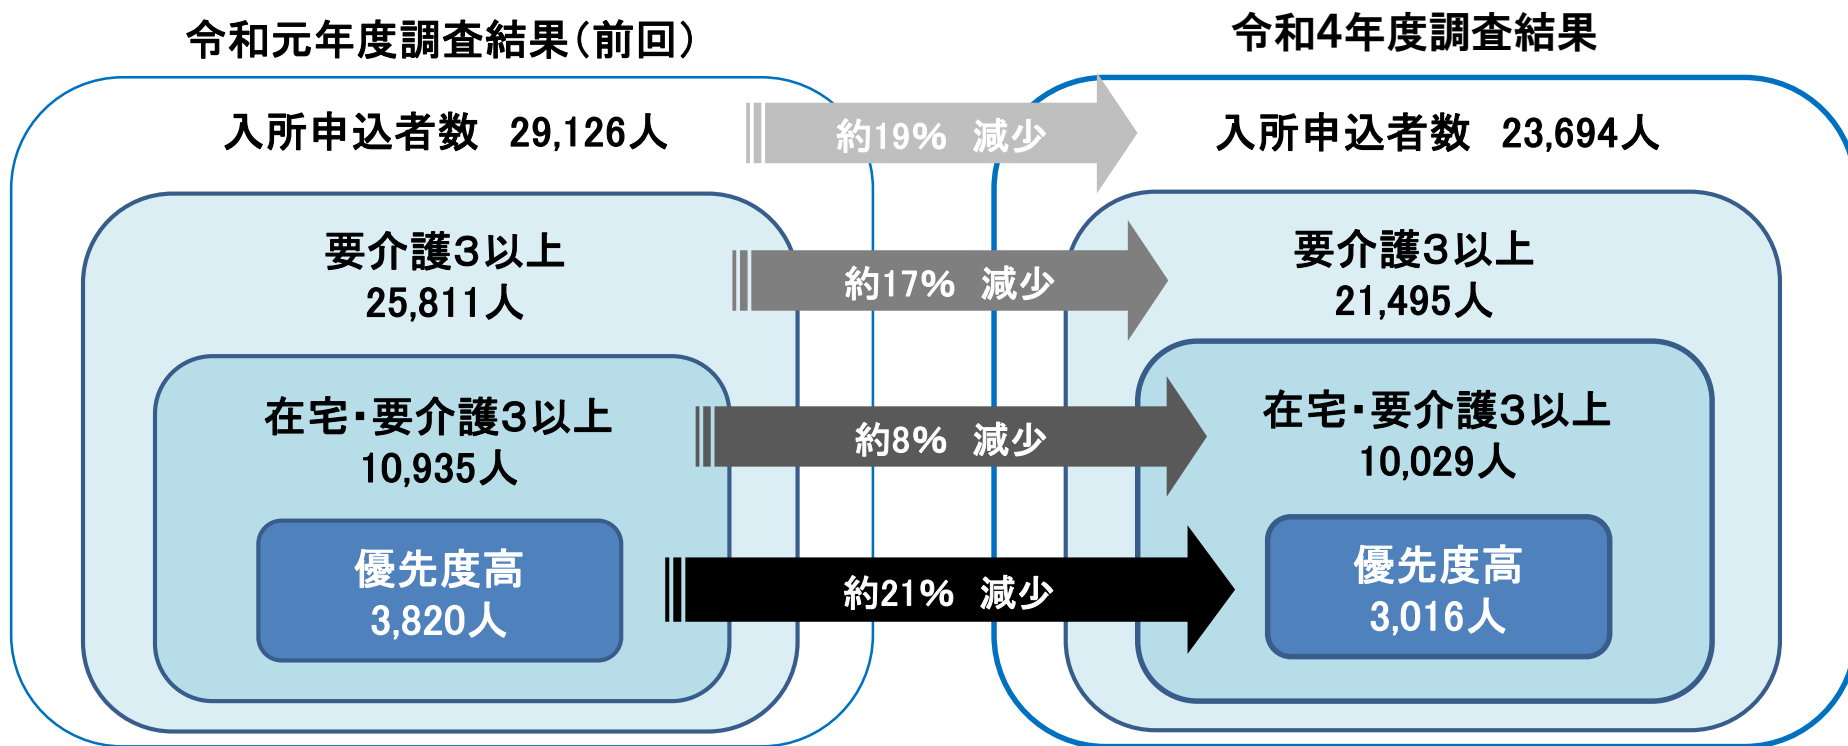 令和元年度調査結果（前回）
入所申込者数　29,126人
要介護３以上
25,811人
在宅・要介護３以上
10,935人
優先度高
3,820人
約19%　減少
約17%　減少
約8%　減少
約21%　減少
令和4年度調査結果
入所申込者数　23,694人
要介護３以上
21,495人
在宅・要介護３以上
10,029人
優先度高
3,016人